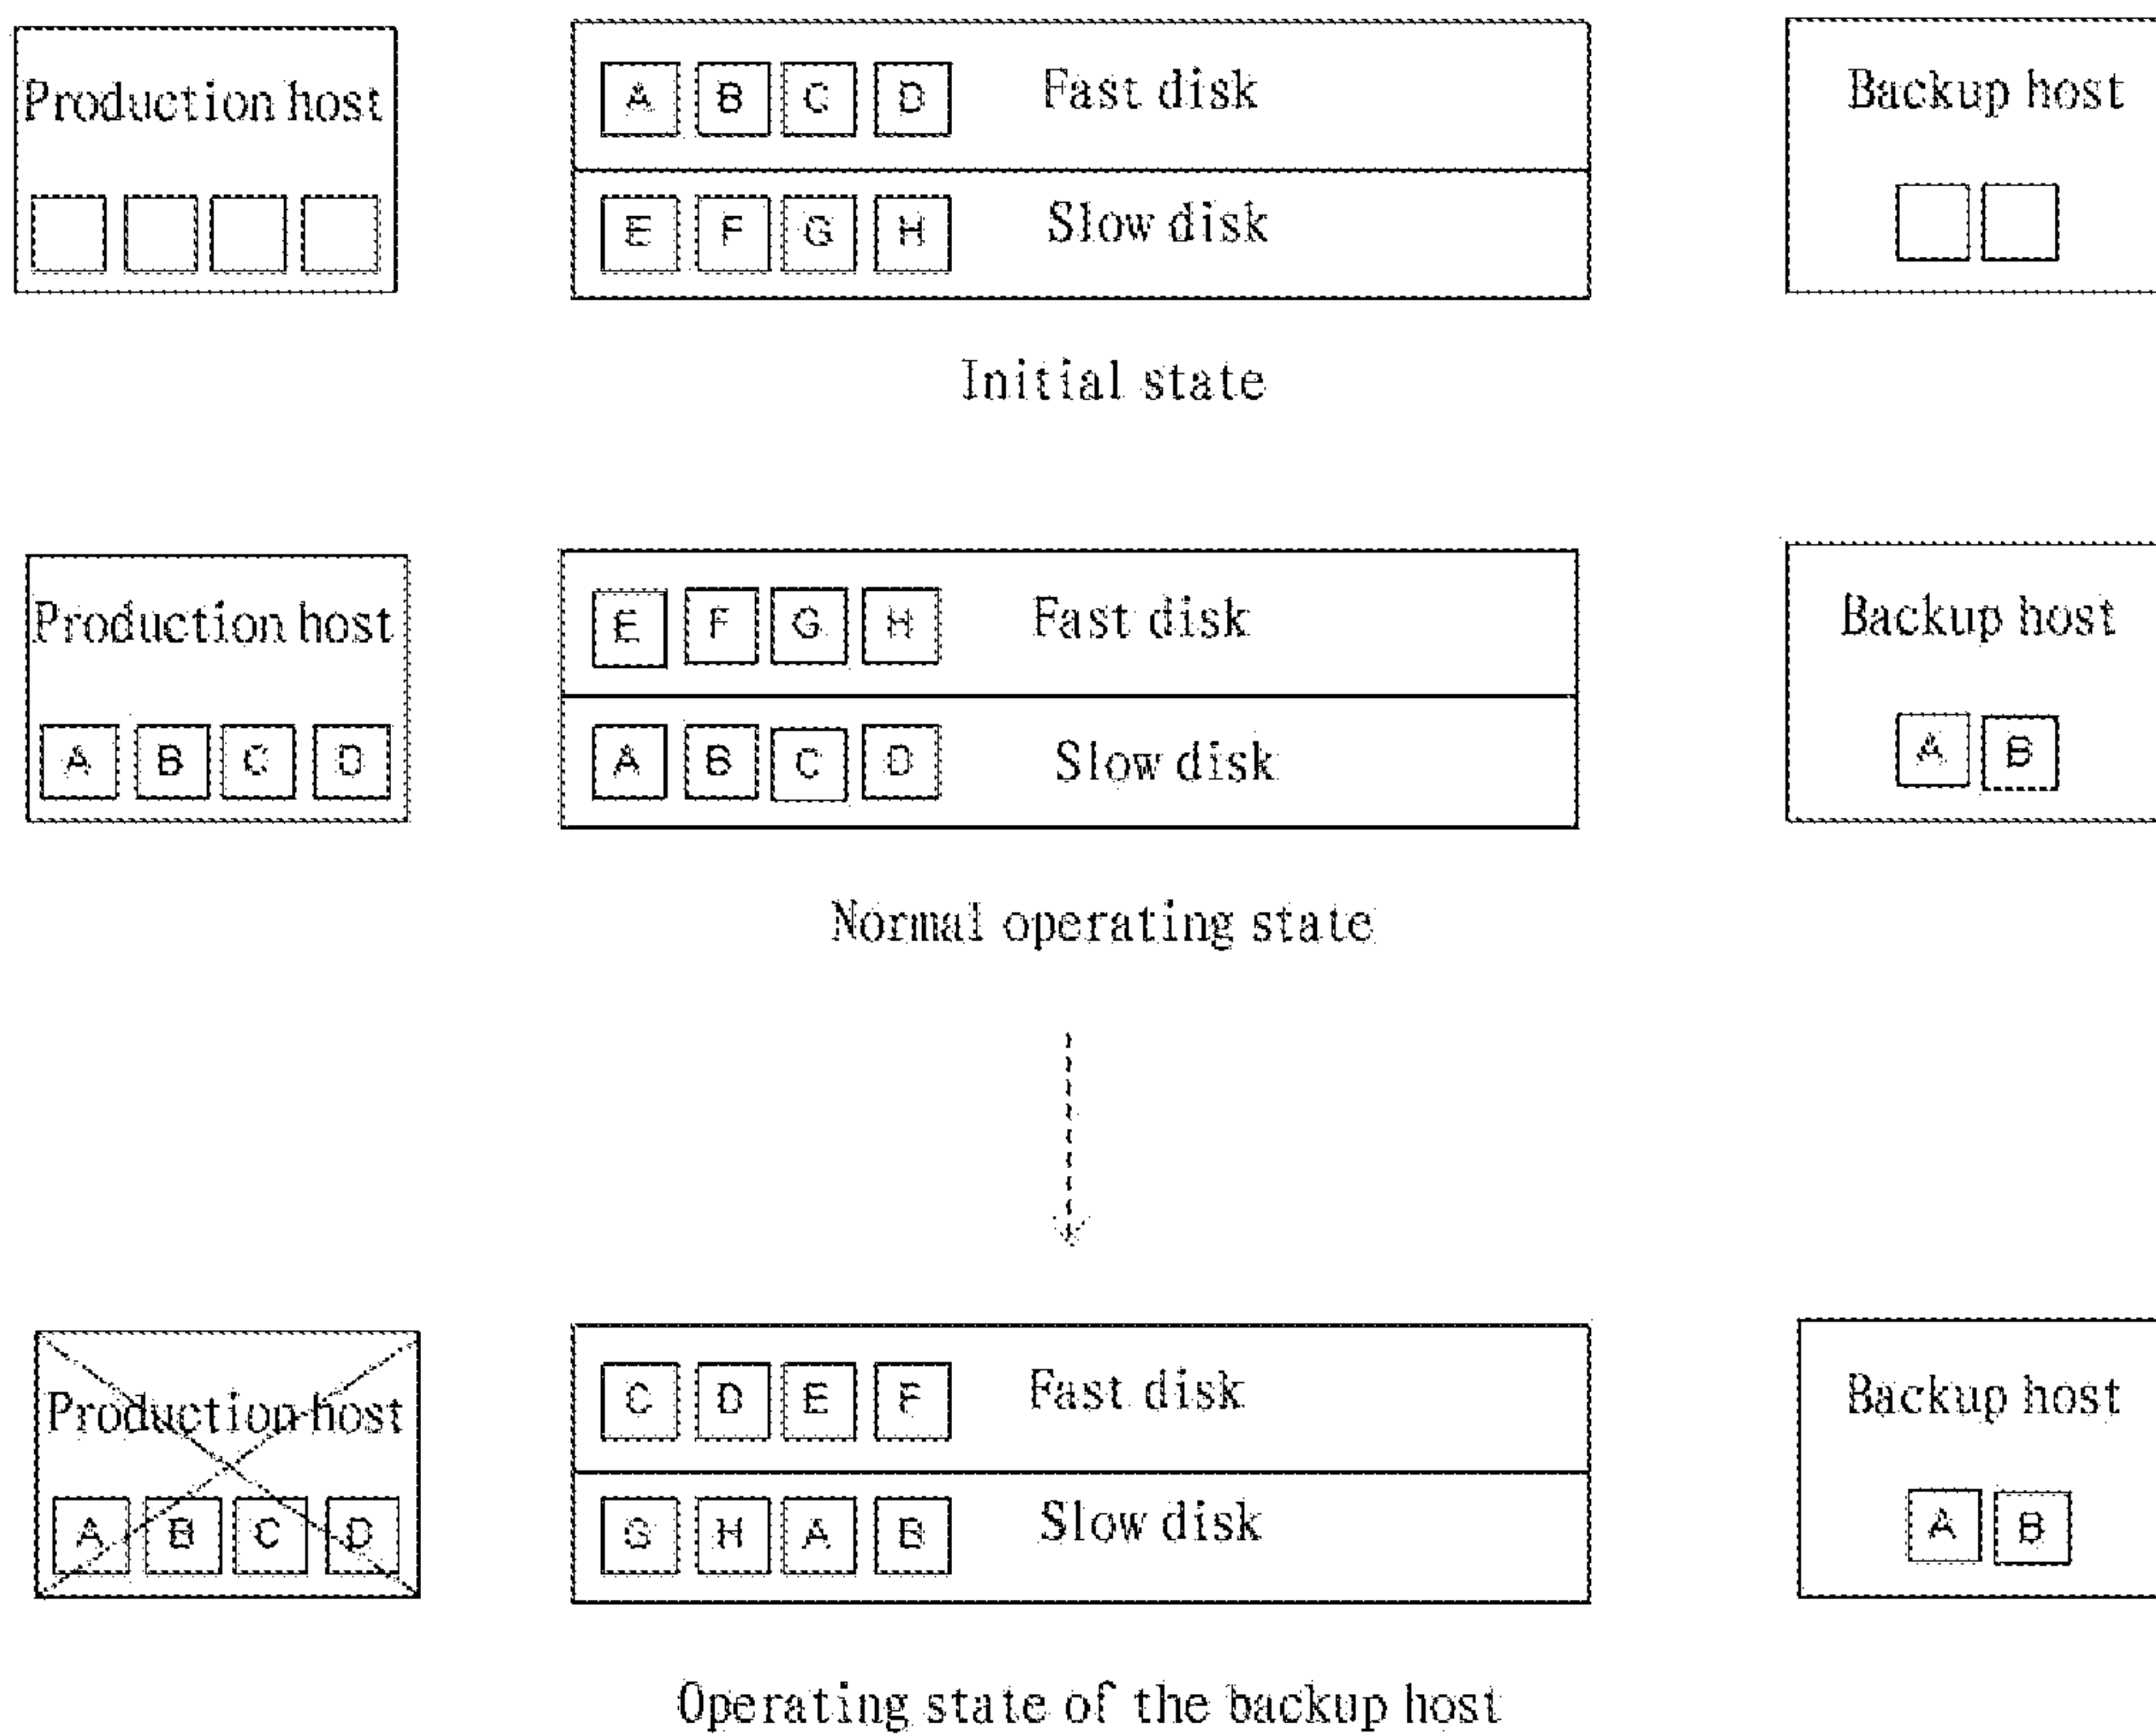 Production host
A B C D Fast disk
Backup host
E F G H Slow disk
Initial state
Production host
E F G H Fast disk
Backup host
A B C D
A B C D Slow disk
A B
Normal operating state
Production host
C D E F Fast disk
Backup host
A B C D
G H A B Slow disk
A B
Operating state of the backup host